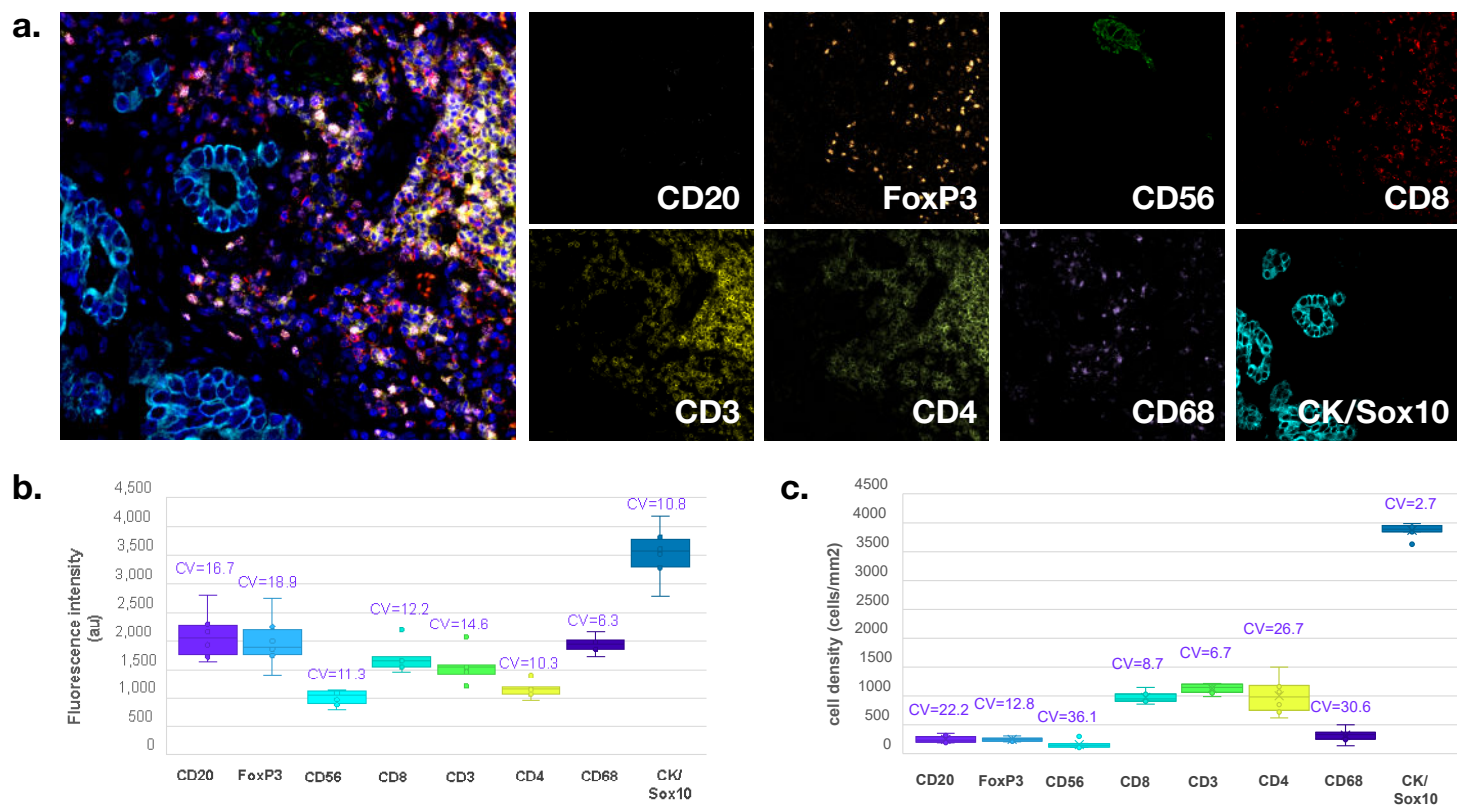 a.
CD20
FoxP3
CD56
CD8
CD3
CD4
CD68
CK/Sox10
b.
Fluorescence intensity
(au)
4,500
4,000
3,500
3,000
2,500
2,000
1,500
1,000
500
0
CV=16.7
CV=18.9
CV=11.3
CV=12.2
CV=14.6
CV=10.3
CV=6.3
CV=10.8
CD20
FoxP3
CD56
CD8
CD3
CD4
CD68
CK/
Sox10
c.
cell density (cells/mm2)
4500
4000
3500
3000
2500
2000
1500
1000
500
0
CV=22.2
CV=12.8
CV=36.1
CV=8.7
CV=6.7
CV=26.7
CV=30.6
CV=2.7
CD20
FoxP3
CD56
CD8
CD3
CD4
CD68
CK/
Sox10